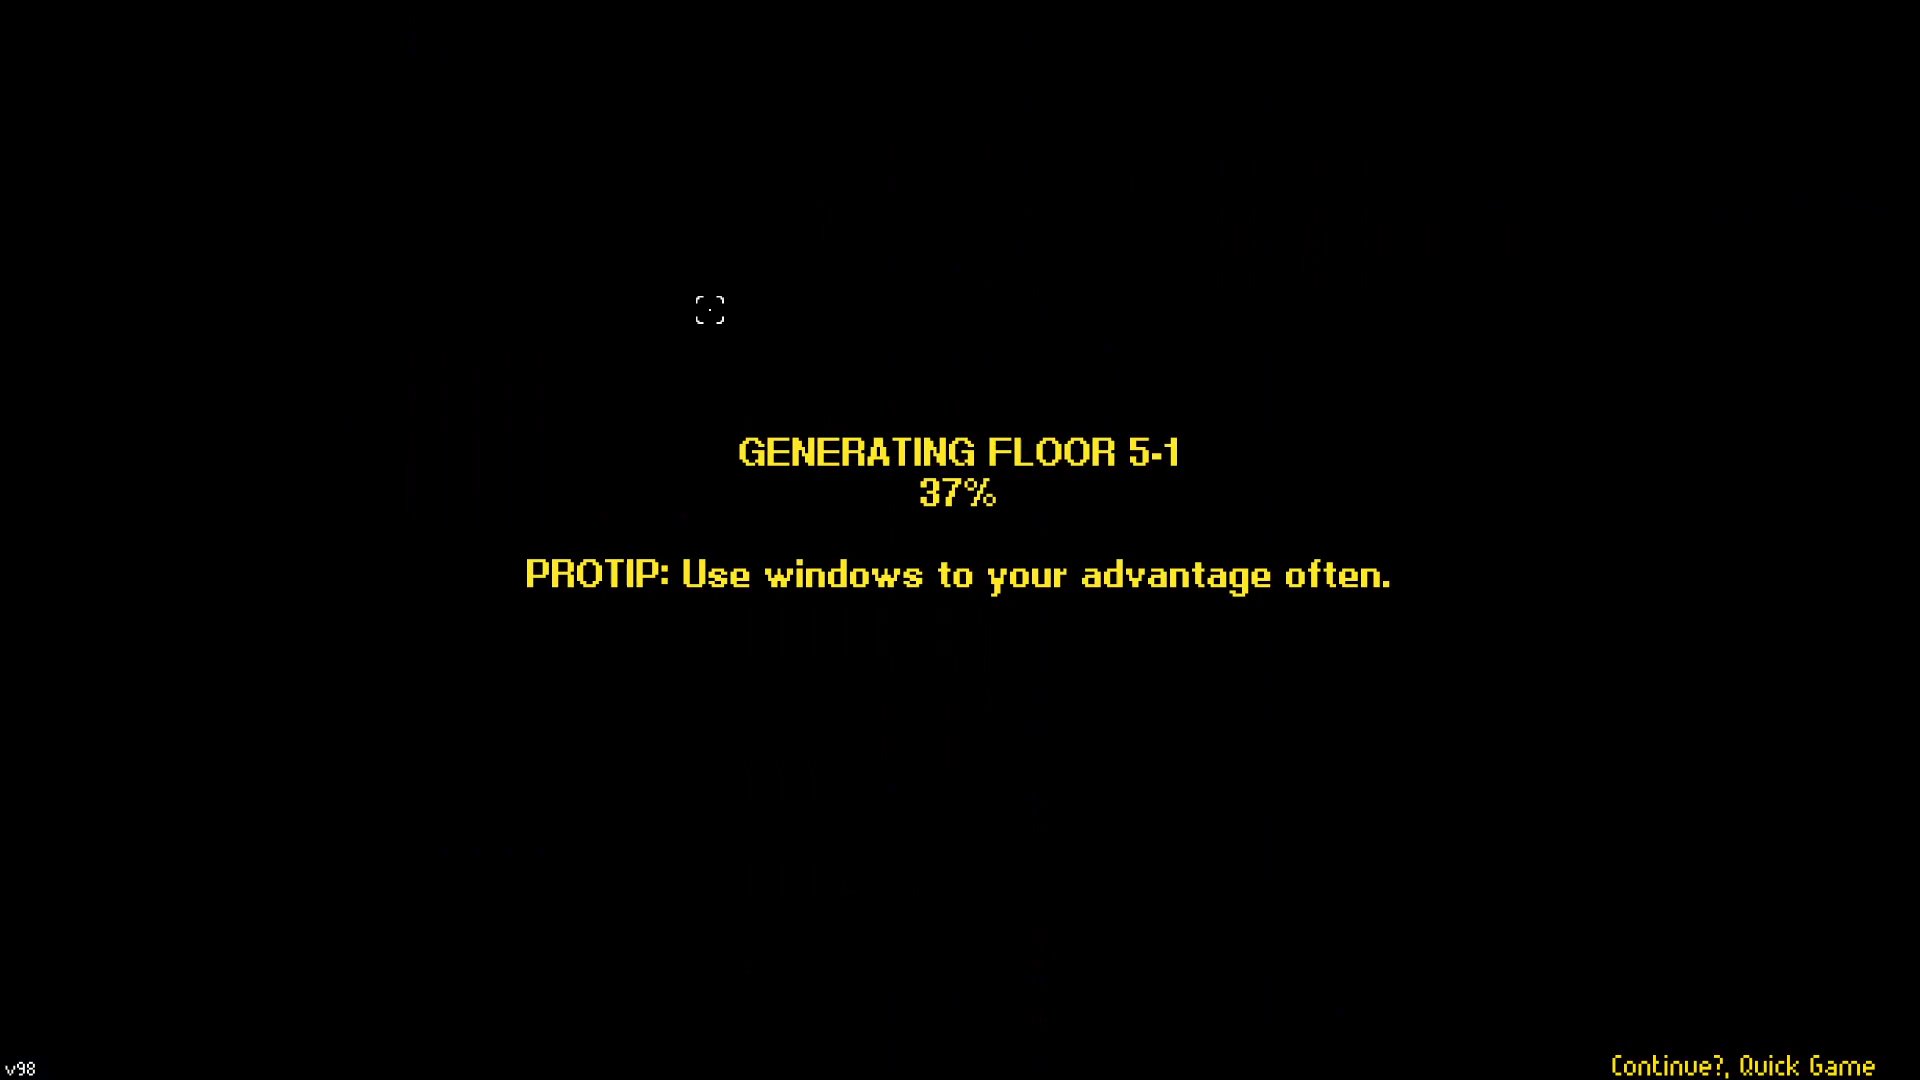 GENERATING FLOOR 5-1
37%
PROTIP: Use windows to your advantage often.
v98
Continue?, Quick Game